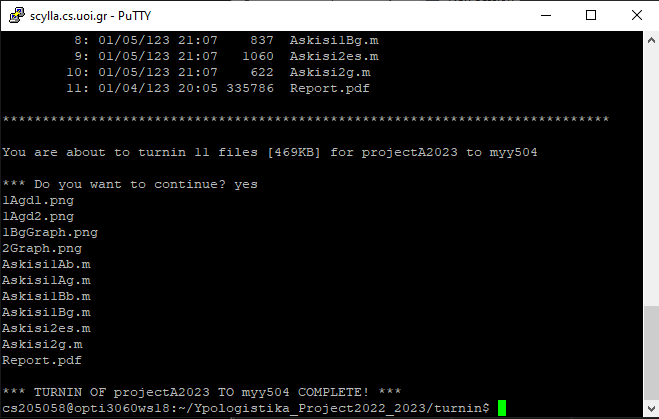 scylla.cs.uoi.gr - PuTTY
8: 01/05/123 21:07 837 Askisi1Bg.m
9: 01/05/123 21:07 1060 Askisi2es.m
10: 01/05/123 21:07 622 Askisi2g.m
11: 01/04/123 20:05 335786 Report.pdf
****************************************************************************
You are about to turnin 11 files [469KB] for projectA2023 to myy504
*** Do you want to continue? yes
1Agd1.png
1Agd2.png
1BgGraph.png
2Graph.png
Askisi1Ab.m
Askisi1Ag.m
Askisi1Bb.m
Askisi1Bg.m
Askisi2es.m
Askisi2g.m
Report.pdf
*** TURNIN OF projectA2023 TO myy504 COMPLETE! ***
cs205058@opti3060ws18:~/Ypologistika_Project2022_2023/turnin$